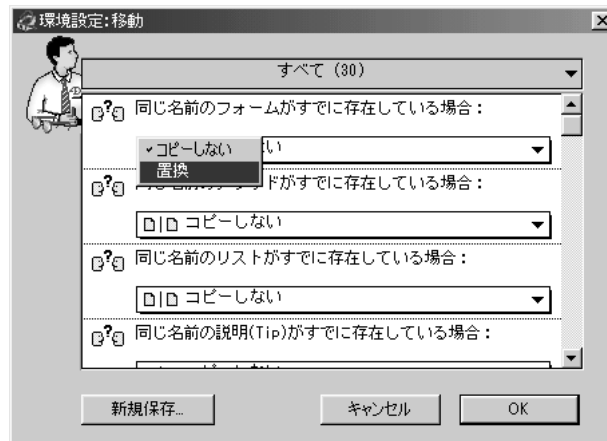 環境設定:移動
すべて (30)
同じ名前のフォームがすでに存在している場合:
コピーしない
置換
ドがすでに存在している場合:
コピーしない
同じ名前のリストがすでに存在している場合:
コピーしない
同じ名前の説明(Tip)がすでに存在している場合:
新規保存...
キャンセル
OK